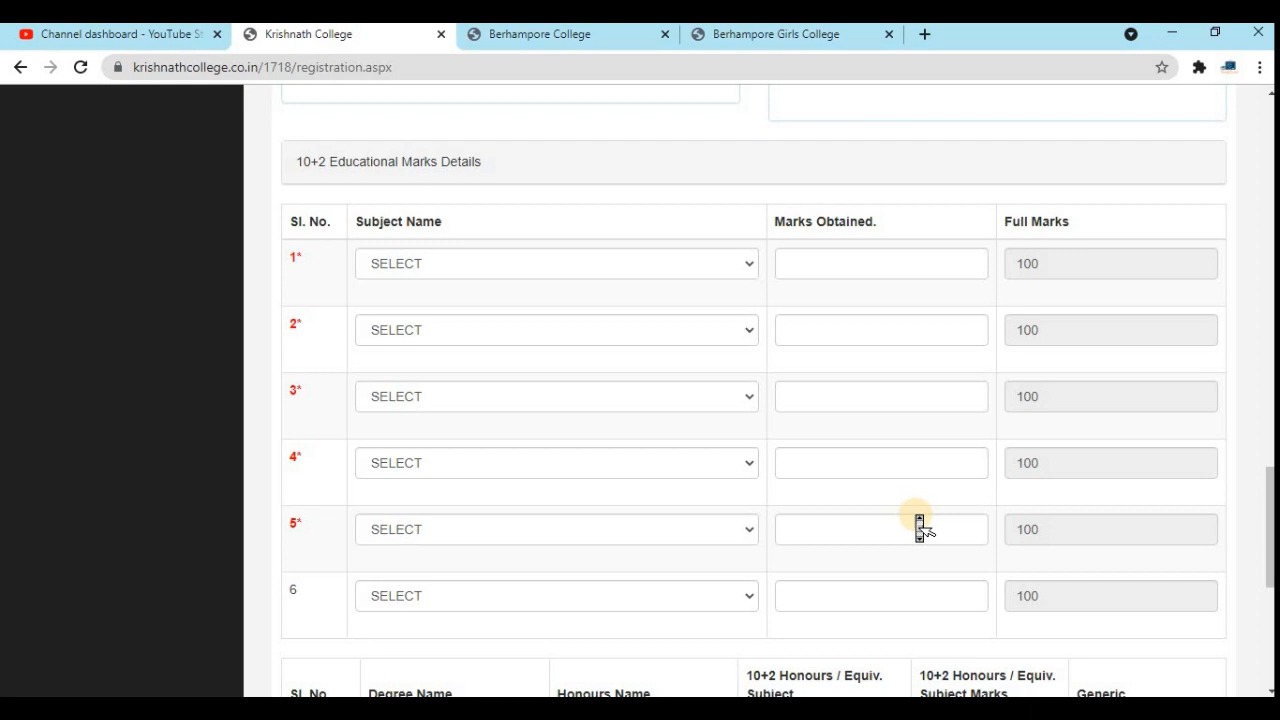 Channel dashboard - YouTube St
Krishnath College
Berhampore College
Berhampore Girls College
krishnathcollege.co.in/1718/registration.aspx
10+2 Educational Marks Details
Sl. No. Subject Name Marks Obtained. Full Marks
1* SELECT 100
2* SELECT 100
3* SELECT 100
4* SELECT 100
5* SELECT 100
6 SELECT 100
10+2 Honours / Equiv. 10+2 Honours / Equiv.
Sl. No. Degree Name Honours Name Subject Subject Marks Generic